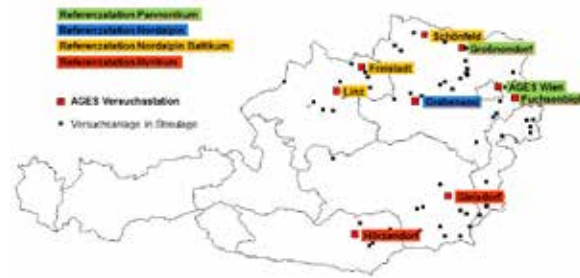 Referenzstation Pannonikum
Referenzstation Nordalpin
Referenzstation Nordalpin Baltikum
Referenzstation Illyrikum
AGES Versuchsstation
Versuchsanlage in Streulage
Schönfeld
Großnondorf
Freistadt
Linz
Grabenegg
AGES Wien
Fuchsenbigl
Gleisdorf
Hörzendorf